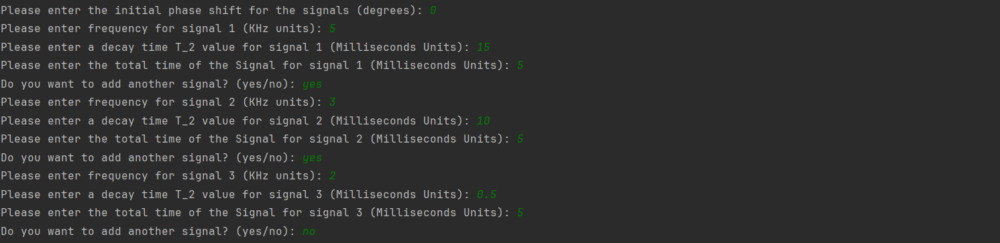 Please enter the initial phase shift for the signals (degrees): 0
Please enter frequency for signal 1 (KHz units): 5
Please enter a decay time T_2 value for signal 1 (Milliseconds Units): 15
Please enter the total time of the Signal for signal 1 (Milliseconds Units): 5
Do you want to add another signal? (yes/no): yes
Please enter frequency for signal 2 (KHz units): 3
Please enter a decay time T_2 value for signal 2 (Milliseconds Units): 10
Please enter the total time of the Signal for signal 2 (Milliseconds Units): 5
Do you want to add another signal? (yes/no): yes
Please enter frequency for signal 3 (KHz units): 2
Please enter a decay time T_2 value for signal 3 (Milliseconds Units): 0.5
Please enter the total time of the Signal for signal 3 (Milliseconds Units): 5
Do you want to add another signal? (yes/no): no